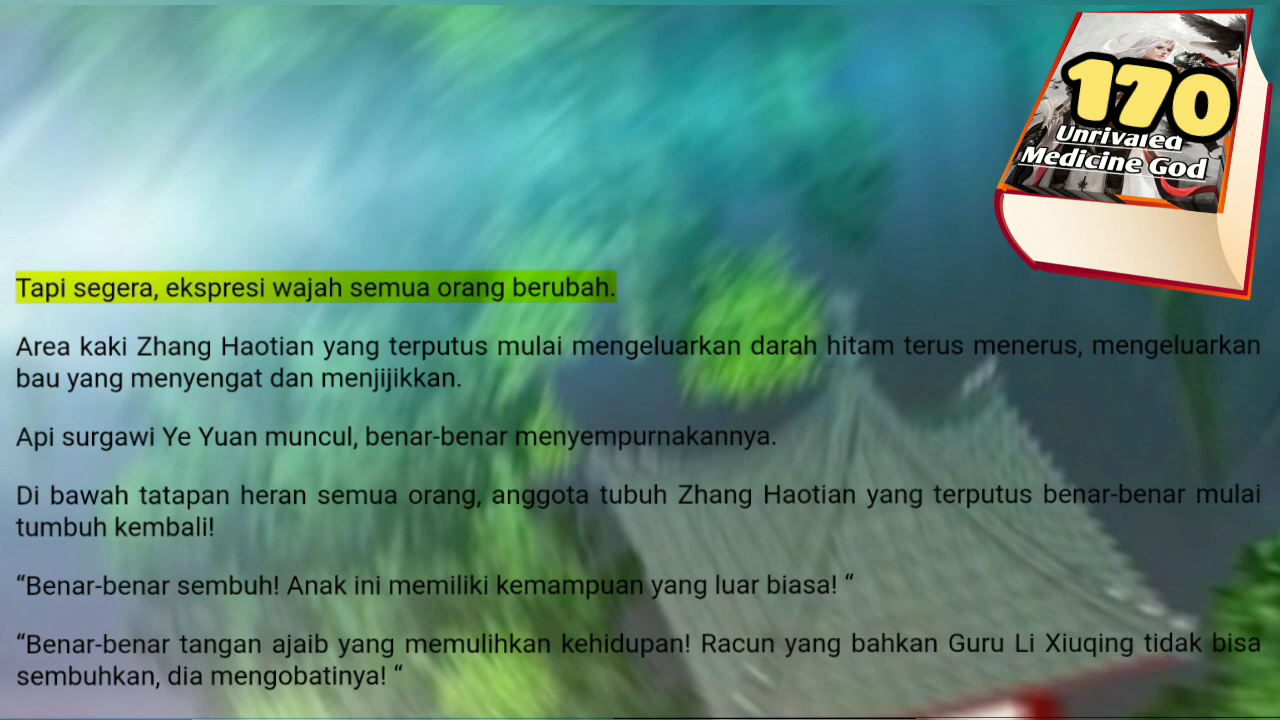 170
Unrivaled
Medicine God
Tapi segera, ekspresi wajah semua orang berubah.
Area kaki Zhang Haotian yang terputus mulai mengeluarkan darah hitam terus menerus, mengeluarkan
bau yang menyengat dan menjijikkan.
Api surgawi Ye Yuan muncul, benar-benar menyempurnakannya.
Di bawah tatapan heran semua orang, anggota tubuh Zhang Haotian yang terputus benar-benar mulai
tumbuh kembali!
“Benar-benar sembuh! Anak ini memiliki kemampuan yang luar biasa! “
“Benar-benar tangan ajaib yang memulihkan kehidupan! Racun yang bahkan Guru Li Xiuqing tidak bisa
sembuhkan, dia mengobatinya! “